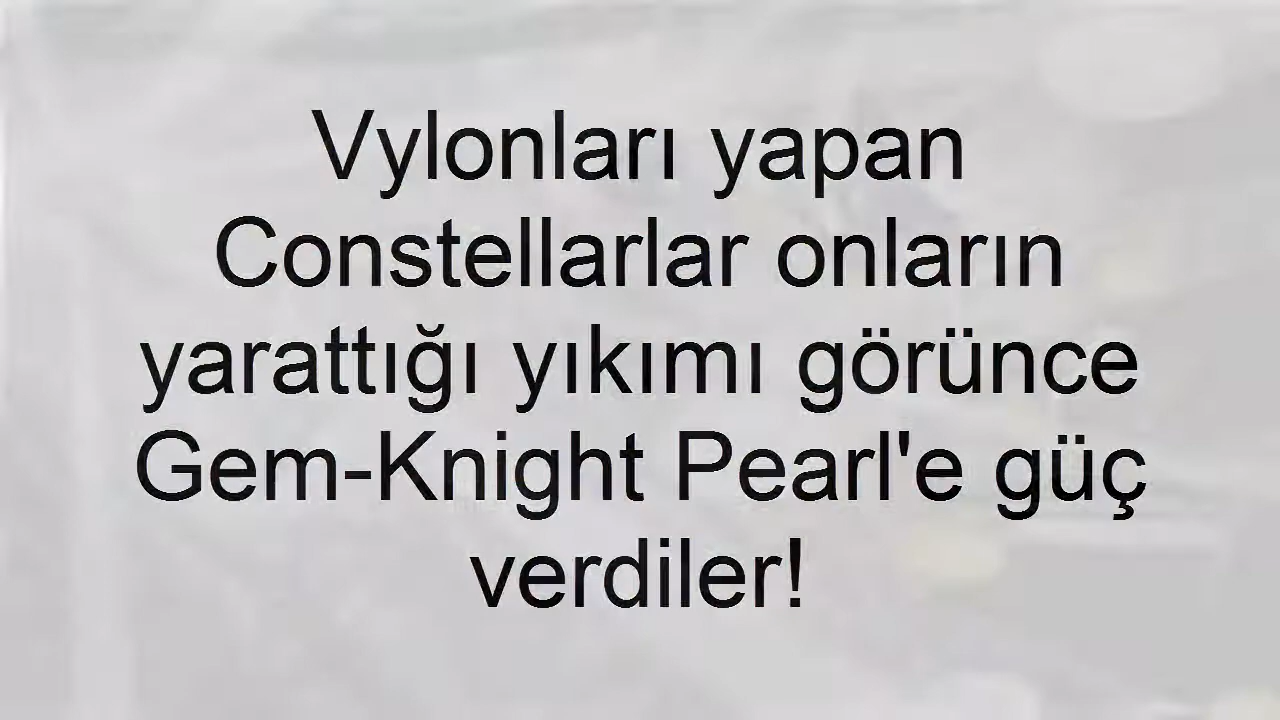 Vylonları yapan
Constellarlar onların
yarattığı yıkımı görünce
Gem-Knight Pearl'e güç
verdiler!